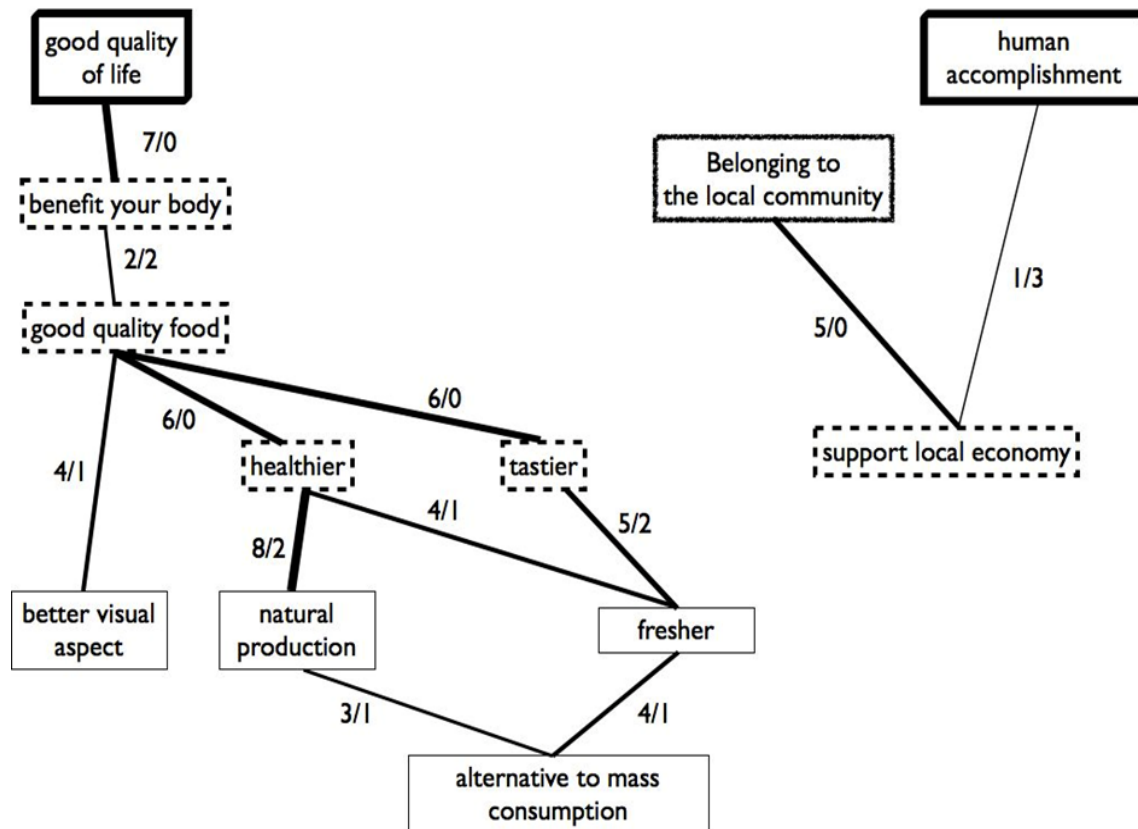 good quality
of life
human
accomplishment
7/0
Belonging to
the local community
benefit your body
2/2
1/3
good quality food
5/0
6/0
6/0
4/1
healthier
tastier
support local economy
4/1
5/2
8/2
better visual
aspect
natural
production
fresher
3/1
4/1
alternative to mass
consumption